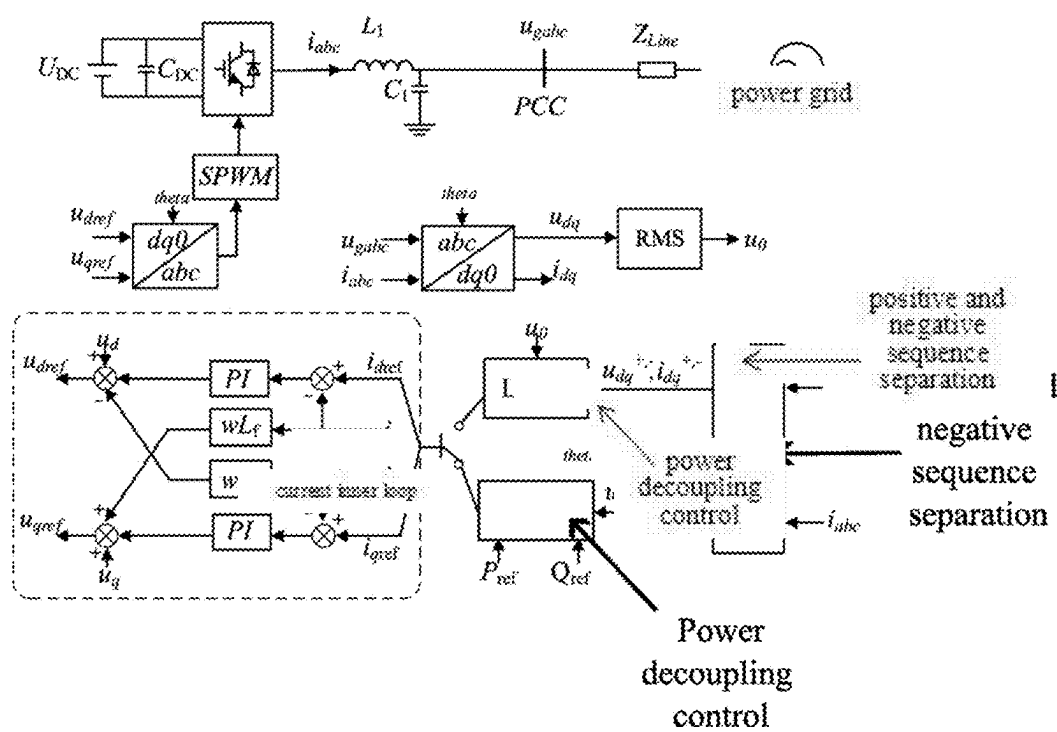 i_abc L_1 u_gabc Z_Line
U_DC C_DC C_1
PCC power grid
SPWM
theta theta
u_dref dq0 u_gabc abc u_dq RMS u_0
u_qref abc i_abc dq0 i_dq
positive and
negative
sequence
separation
u_d u_0
u_dref + PI + i_dref L u_dq^+,-, i_dq^+,-
- -
wL_f
w current inner loop
power
decoupling
control
negative
sequence
separation
u_qref + PI - + i_qref i_abc
+
u_q P_ref Q_ref
Power
decoupling
control